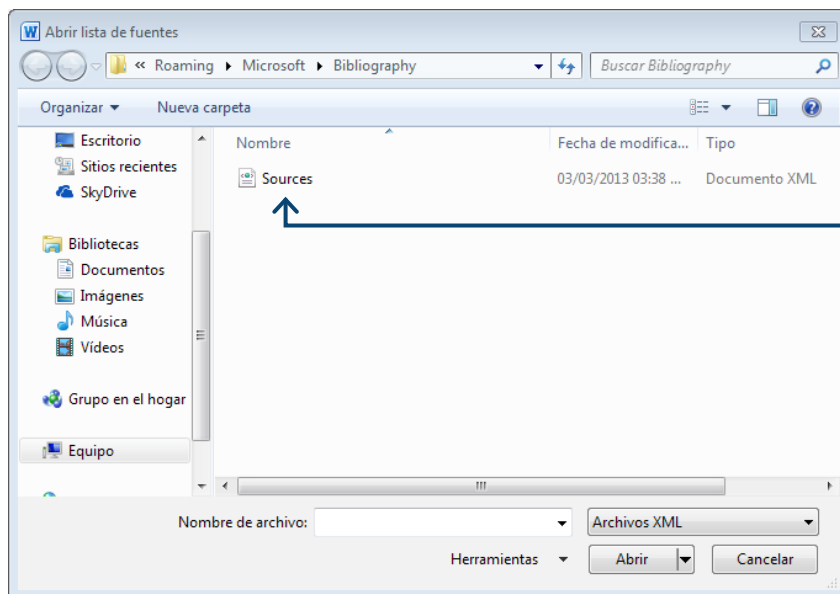 Abrir lista de fuentes
« Roaming Microsoft Bibliography
Buscar Bibliography
Organizar Nueva carpeta
Escritorio
Sitios recientes
SkyDrive
Bibliotecas
Documentos
Imágenes
Música
Vídeos
Grupo en el hogar
Equipo
Nombre Fecha de modifica... Tipo
Sources 03/03/2013 03:38 ... Documento XML
Nombre de archivo:
Archivos XML
Herramientas Abrir Cancelar